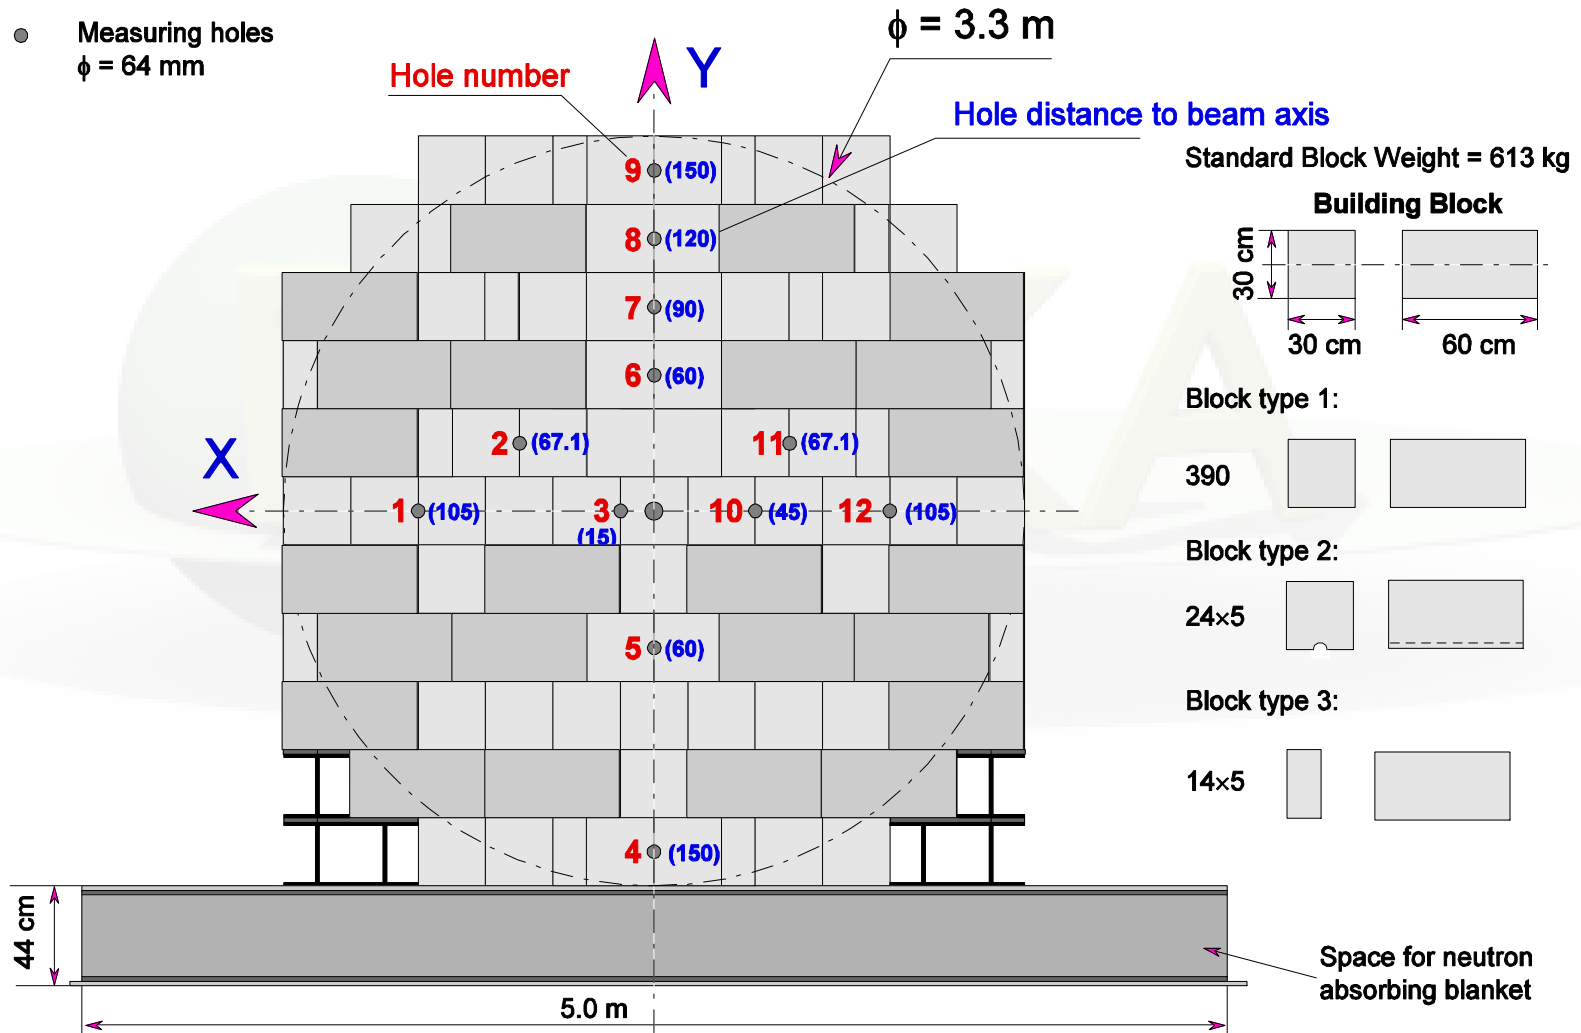 Measuring holes
ϕ = 64 mm
Hole number
Y
ϕ = 3.3 m
Hole distance to beam axis
Standard Block Weight = 613 kg
Building Block
30 cm
30 cm
60 cm
9 (150)
8 (120)
7 (90)
6 (60)
2 (67.1)
11 (67.1)
X
1 (105)
3
(15)
10 (45)
12 (105)
5 (60)
4 (150)
Block type 1:
390
Block type 2:
24×5
Block type 3:
14×5
44 cm
5.0 m
Space for neutron
absorbing blanket
KA